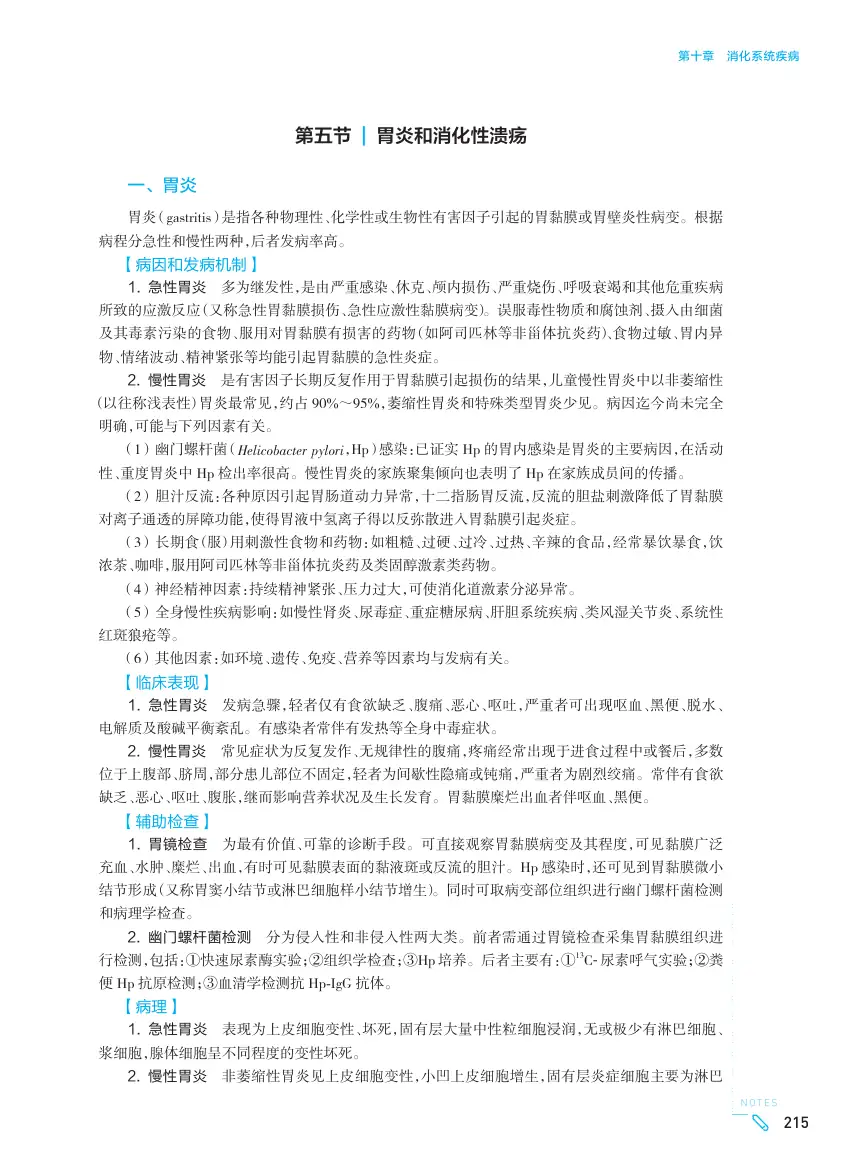 第十章 消化系统疾病
第五节 | 胃炎和消化性溃疡
一、胃炎
胃炎（gastritis）是指各种物理性、化学性或生物性有害因子引起的胃黏膜或胃壁炎性病变。根据
病程分急性和慢性两种，后者发病率高。
【病因和发病机制】
1. 急性胃炎 多为继发性，是由严重感染、休克、颅内损伤、严重烧伤、呼吸衰竭和其他危重疾病
所致的应激反应（又称急性胃黏膜损伤、急性应激性黏膜病变）。误服毒性物质和腐蚀剂、摄入由细菌
及其毒素污染的食物、服用对胃黏膜有损害的药物（如阿司匹林等非甾体抗炎药）、食物过敏、胃内异
物、情绪波动、精神紧张等均能引起胃黏膜的急性炎症。
2. 慢性胃炎 是有害因子长期反复作用于胃黏膜引起损伤的结果，儿童慢性胃炎中以非萎缩性
（以往称浅表性）胃炎最常见，约占 90%～95%，萎缩性胃炎和特殊类型胃炎少见。病因迄今尚未完全
明确，可能与下列因素有关。
（1）幽门螺杆菌（Helicobacter pylori，Hp）感染：已证实 Hp 的胃内感染是胃炎的主要病因，在活动
性、重度胃炎中 Hp 检出率很高。慢性胃炎的家族聚集倾向也表明了 Hp 在家族成员间的传播。
（2）胆汁反流：各种原因引起胃肠道动力异常，十二指肠胃反流，反流的胆盐刺激降低了胃黏膜
对离子通透的屏障功能，使得胃液中氢离子得以反弥散进入胃黏膜引起炎症。
（3）长期食（服）用刺激性食物和药物：如粗糙、过硬、过冷、过热、辛辣的食品，经常暴饮暴食，饮
浓茶、咖啡，服用阿司匹林等非甾体抗炎药及类固醇激素类药物。
（4）神经精神因素：持续精神紧张、压力过大，可使消化道激素分泌异常。
（5）全身慢性疾病影响：如慢性肾炎、尿毒症、重症糖尿病、肝胆系统疾病、类风湿关节炎、系统性
红斑狼疮等。
（6）其他因素：如环境、遗传、免疫、营养等因素均与发病有关。
【临床表现】
1. 急性胃炎 发病急骤，轻者仅有食欲缺乏、腹痛、恶心、呕吐，严重者可出现呕血、黑便、脱水、
电解质及酸碱平衡紊乱。有感染者常伴有发热等全身中毒症状。
2. 慢性胃炎 常见症状为反复发作、无规律性的腹痛，疼痛经常出现于进食过程中或餐后，多数
位于上腹部、脐周，部分患儿部位不固定，轻者为间歇性隐痛或钝痛，严重者为剧烈绞痛。常伴有食欲
缺乏、恶心、呕吐、腹胀，继而影响营养状况及生长发育。胃黏膜糜烂出血者伴呕血、黑便。
【辅助检查】
1. 胃镜检查 为最有价值、可靠的诊断手段。可直接观察胃黏膜病变及其程度，可见黏膜广泛
充血、水肿、糜烂、出血，有时可见黏膜表面的黏液斑或反流的胆汁。Hp 感染时，还可见到胃黏膜微小
结节形成（又称胃窦小结节或淋巴细胞样小结节增生）。同时可取病变部位组织进行幽门螺杆菌检测
和病理学检查。
2. 幽门螺杆菌检测 分为侵入性和非侵入性两大类。前者需通过胃镜检查采集胃黏膜组织进
行检测，包括：①快速尿素酶实验；②组织学检查；③Hp 培养。后者主要有：①¹³C- 尿素呼气实验；②粪
便 Hp 抗原检测；③血清学检测抗 Hp-IgG 抗体。
【病理】
1. 急性胃炎 表现为上皮细胞变性、坏死，固有层大量中性粒细胞浸润，无或极少有淋巴细胞、
浆细胞，腺体细胞呈不同程度的变性坏死。
2. 慢性胃炎 非萎缩性胃炎见上皮细胞变性，小凹上皮细胞增生，固有层炎症细胞主要为淋巴
NOTES
215